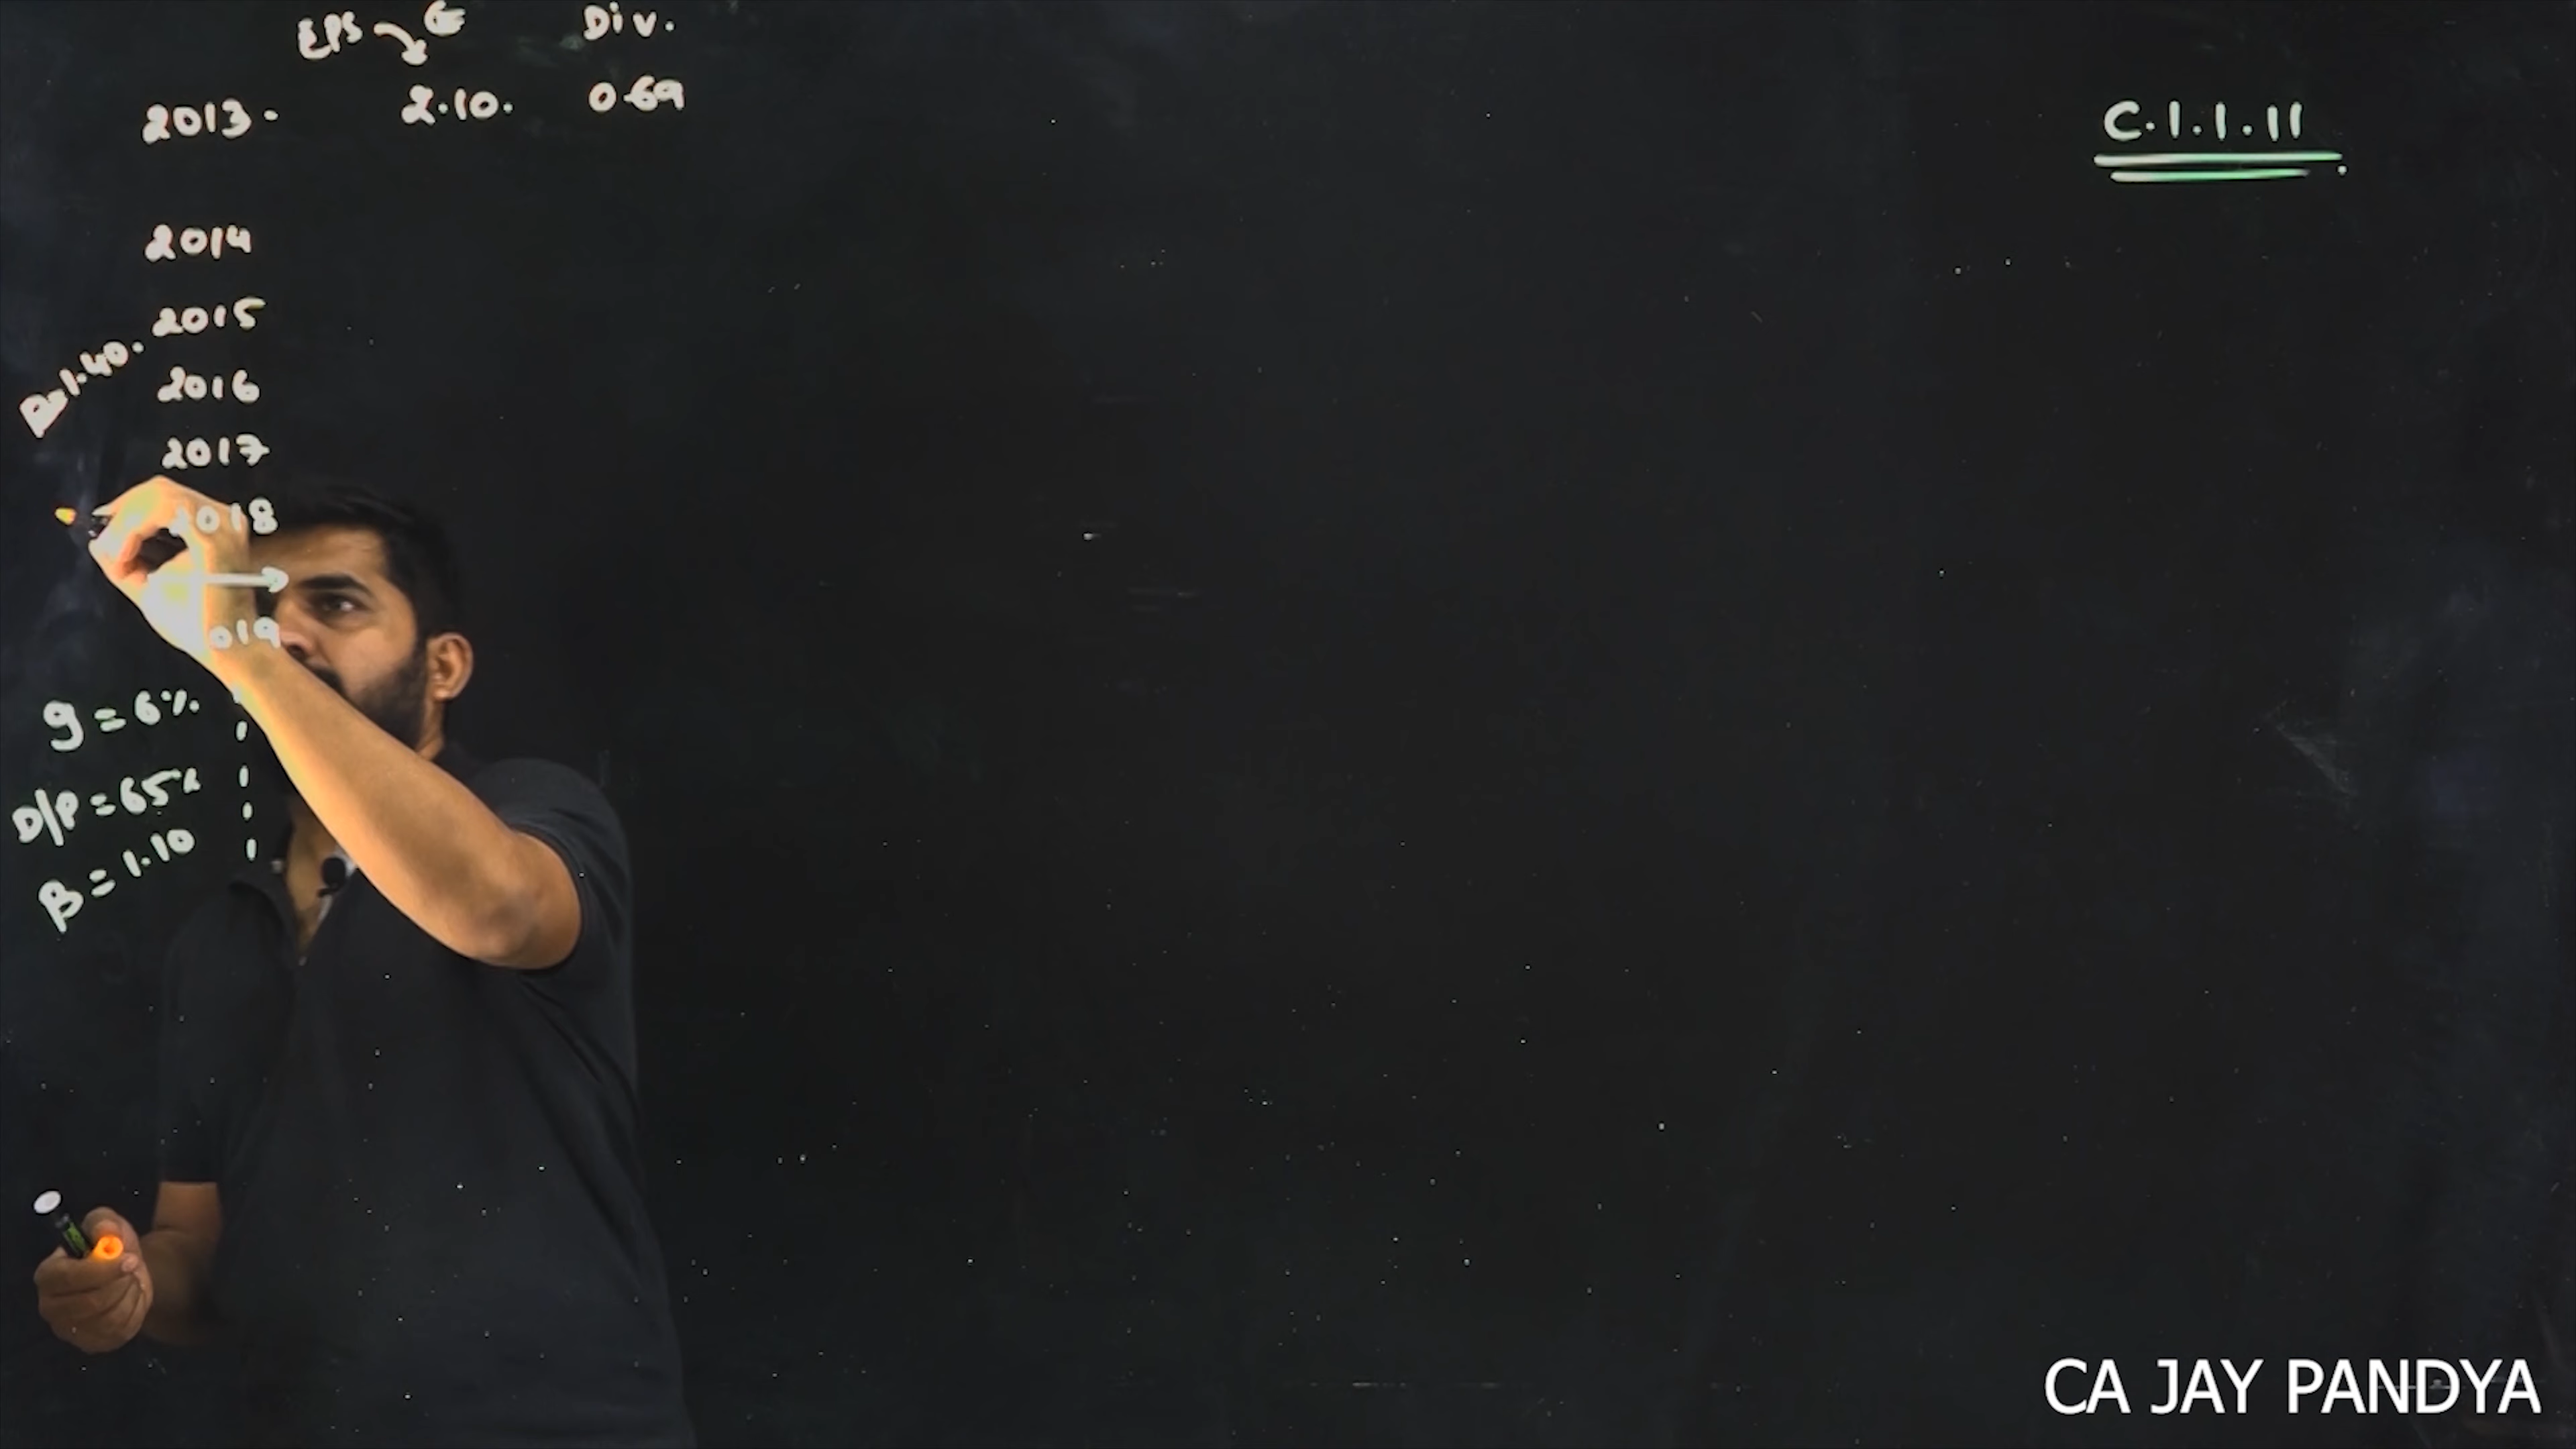 EPS € Div.
2013. 2.10. 0.69
C.1.1.11
2014
2015
β=1.40.
2016
2017
2018
2019
g = 6%
D/P = 65%
β = 1.10
CA JAY PANDYA